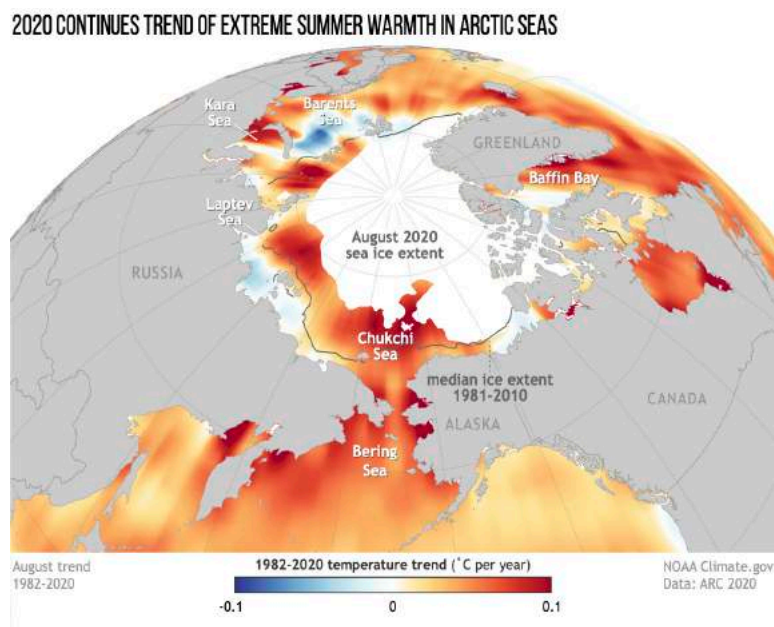 2020 CONTINUES TREND OF EXTREME SUMMER WARMTH IN ARCTIC SEAS
Kara
Sea
Barents
Sea
GREENLAND
Baffin Bay
Laptev
Sea
August 2020
sea ice extent
RUSSIA
Chukchi
Sea
median ice extent
1981-2010
CANADA
ALASKA
Bering
Sea
August trend
1982-2020
1982-2020 temperature trend (˚C per year)
NOAA Climate.gov
Data: ARC 2020
-0.1
0
0.1